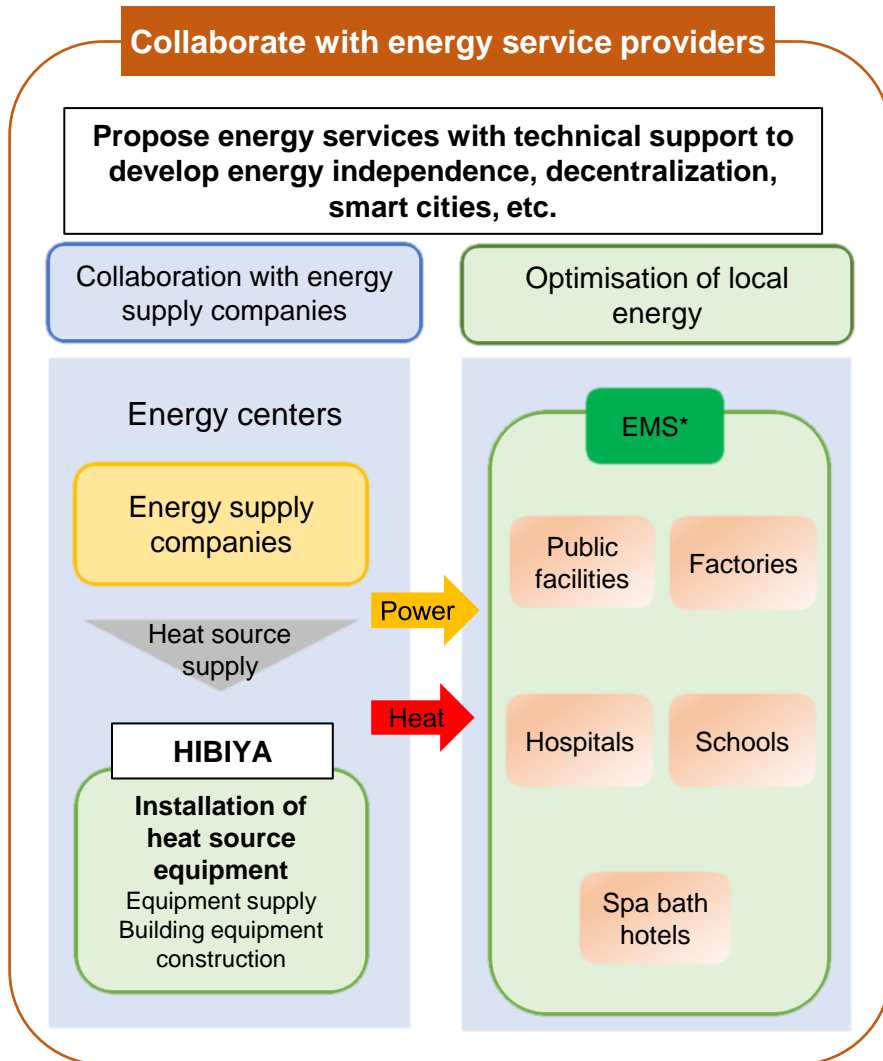 Collaborate with energy service providers
Propose energy services with technical support to
develop energy independence, decentralization,
smart cities, etc.
Collaboration with energy
supply companies
Optimisation of local
energy
Energy centers
Energy supply
companies
Heat source
supply
HIBIYA
Installation of
heat source
equipment
Equipment supply
Building equipment
construction
Power
Heat
EMS*
Public
facilities
Factories
Hospitals
Schools
Spa bath
hotels